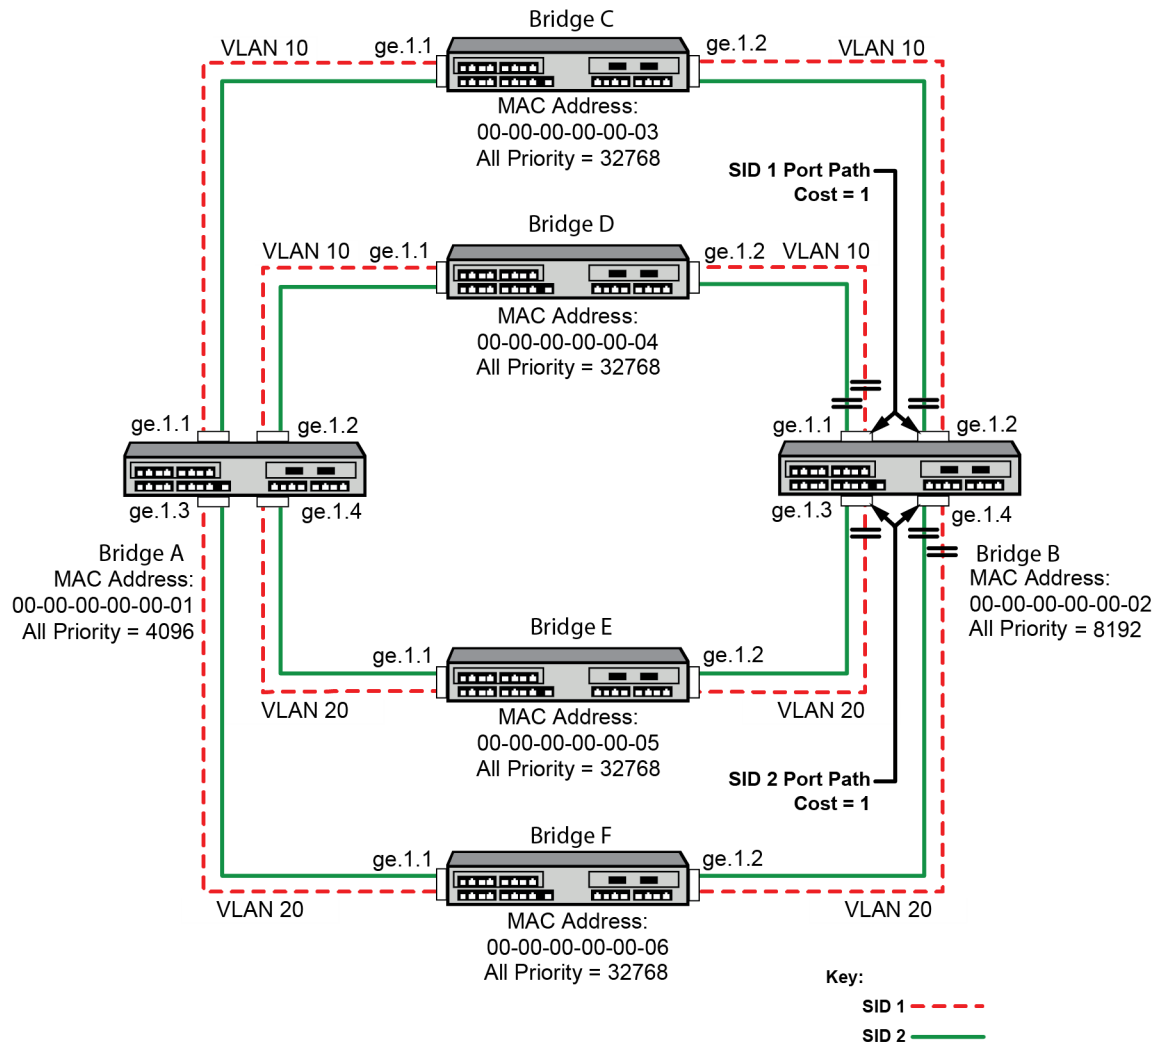 Bridge C
VLAN 10
ge.1.1
ge.1.2
VLAN 10
MAC Address:
00-00-00-00-00-03
All Priority = 32768
SID 1 Port Path
Cost = 1
Bridge D
VLAN 10
ge.1.1
ge.1.2
VLAN 10
MAC Address:
00-00-00-00-00-04
All Priority = 32768
ge.1.1
ge.1.2
ge.1.1
ge.1.2
ge.1.3
ge.1.4
ge.1.3
ge.1.4
Bridge A
MAC Address:
00-00-00-00-00-01
All Priority = 4096
Bridge B
MAC Address:
00-00-00-00-00-02
All Priority = 8192
Bridge E
ge.1.1
ge.1.2
VLAN 20
VLAN 20
MAC Address:
00-00-00-00-00-05
All Priority = 32768
SID 2 Port Path
Cost = 1
Bridge F
ge.1.1
ge.1.2
VLAN 20
VLAN 20
MAC Address:
00-00-00-00-00-06
All Priority = 32768
Key:
SID 1
SID 2